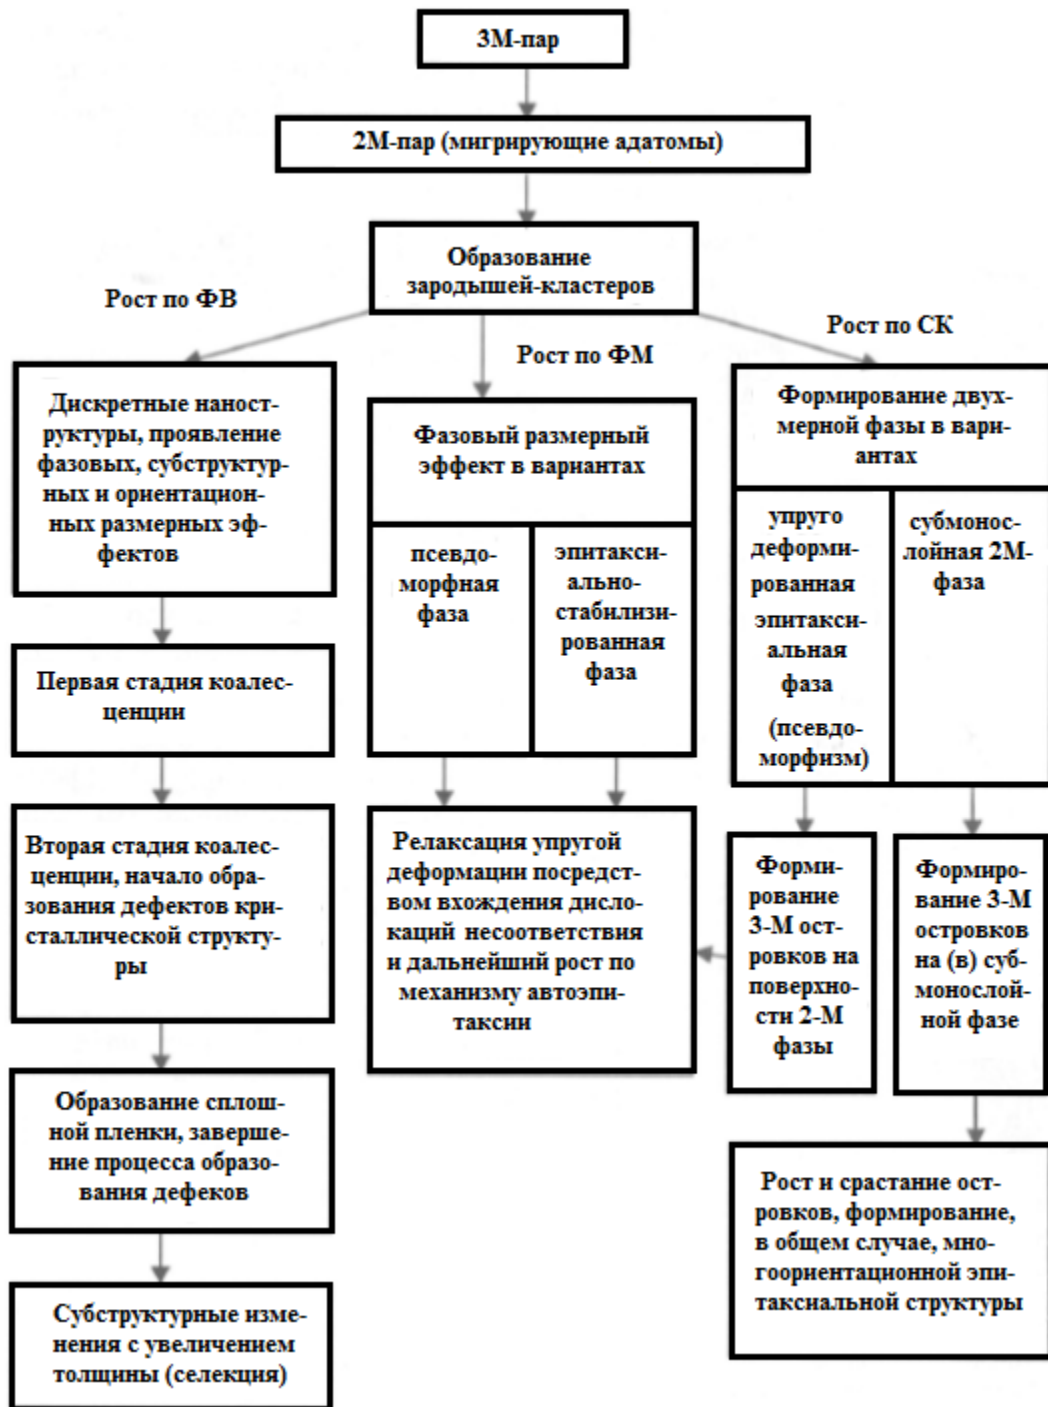 3М-пар
2М-пар (мигрирующие адатомы)
Образование
зародышей-кластеров
Рост по ФВ
Рост по ФМ
Рост по СК
Дискретные наност-
руктуры, проявление
фазовых, субструктур-
ных и ориентацион-
ных размерных эф-
фектов
Первая стадия коалес-
ценции
Вторая стадия коалес-
ценции, начало обра-
зования дефектов кри-
сталлической структу-
ры
Образование сплош-
ной пленки, заверше-
ние процесса образо-
вания дефеков
Субструктурные изме-
нения с увеличением
толщины (селекция)
Фазовый размерный
эффект в вариантах
псевдо-
морфная
фаза
эпитакси-
ально-
стабилизи-
рованная
фаза
Релаксация упругой
деформации посредст-
вом вхождения дисло-
каций несоответствия
и дальнейший рост по
механизму автоэпи-
таксии
Формирование двух-
мерной фазы в вари-
антах
упруго
деформи-
рованная
эпитакси-
альная
фаза
(псевдо-
морфизм)
субмонос-
лойная 2М-
фаза
Форми-
рование
3-М ост-
ровков на
поверхно-
сти 2-М
фазы
Формиро-
вание 3-М
островков
на (в) суб-
монослой-
ной фазе
Рост и срастание ост-
ровков, формирование,
в общем случае, мно-
гоориентационной эпи-
таксиальной структуры